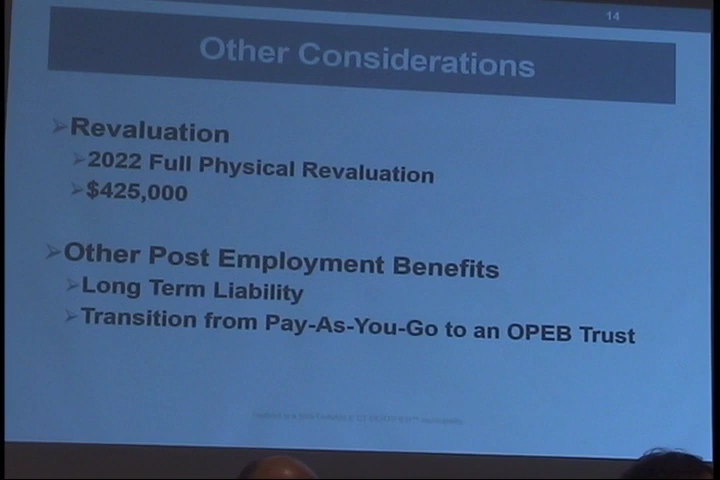 14
Other Considerations
➢Revaluation
➢2022 Full Physical Revaluation
➢$425,000
➢Other Post Employment Benefits
➢Long Term Liability
➢Transition from Pay-As-You-Go to an OPEB Trust